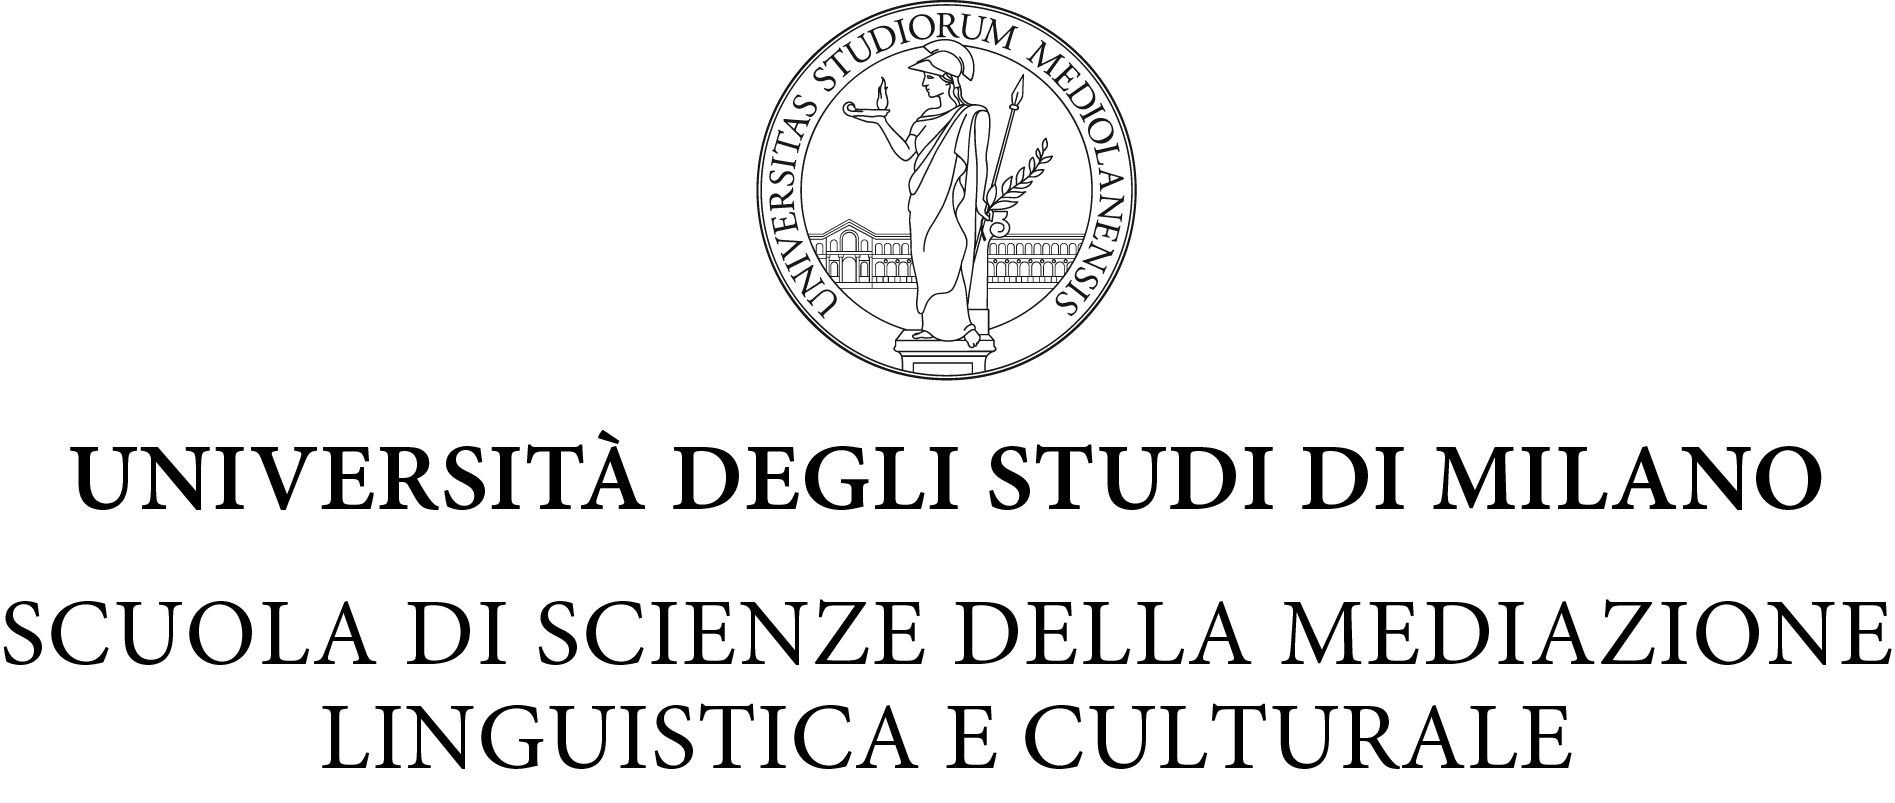 UNIVERSITAS STUDIORUM MEDIOLANENSIS
UNIVERSITÀ DEGLI STUDI DI MILANO
SCUOLA DI SCIENZE DELLA MEDIAZIONE
LINGUISTICA E CULTURALE